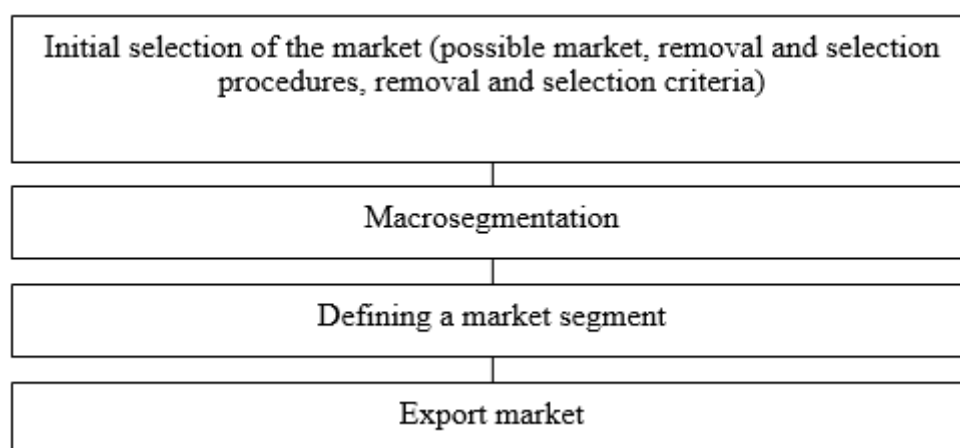 Initial selection of the market (possible market, removal and selection
procedures, removal and selection criteria)
Macrosegmentation
Defining a market segment
Export market